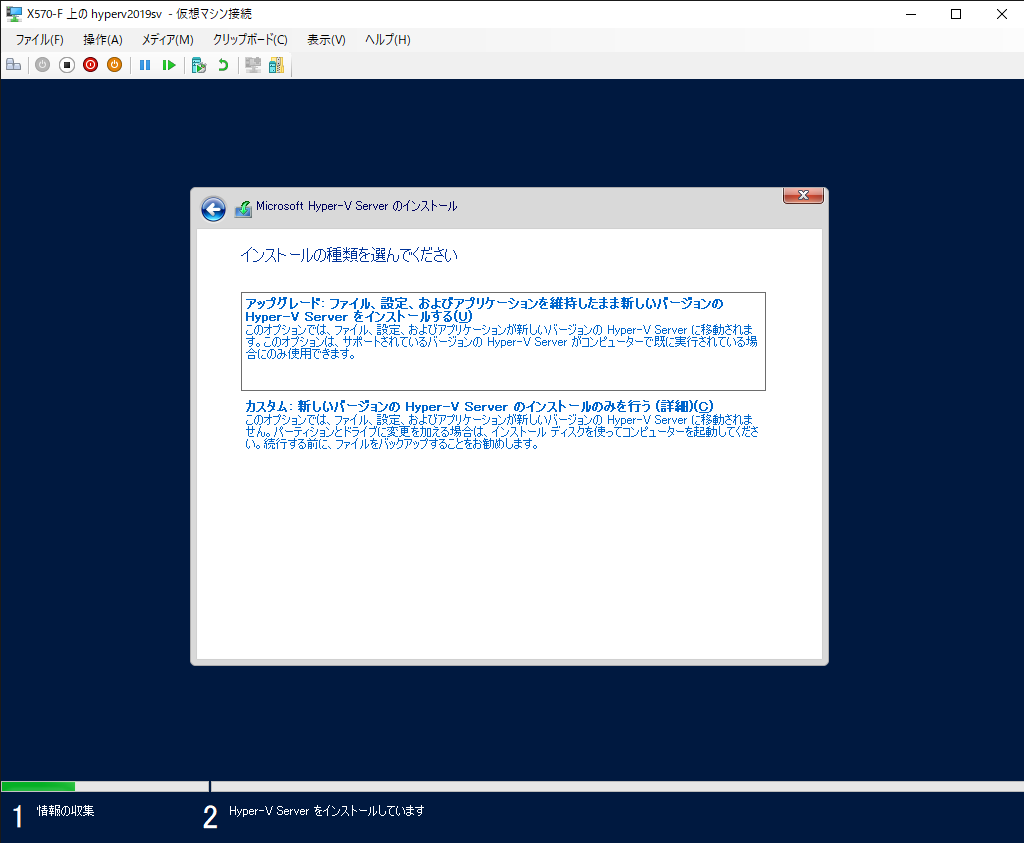 X570-F 上の hyperv2019sv - 仮想マシン接続
ファイル(F) 操作(A) メディア(M) クリップボード(C) 表示(V) ヘルプ(H)
Microsoft Hyper-V Server のインストール
インストールの種類を選んでください
アップグレード: ファイル、設定、およびアプリケーションを維持したまま新しいバージョンの
Hyper-V Server をインストールする(U)
このオプションでは、ファイル、設定、およびアプリケーションが新しいバージョンの Hyper-V Server に移動されま
す。このオプションは、サポートされているバージョンの Hyper-V Server がコンピューターで既に実行されている場
合にのみ使用できます。
カスタム: 新しいバージョンの Hyper-V Server のインストールのみを行う (詳細)(C)
このオプションでは、ファイル、設定、およびアプリケーションが新しいバージョンの Hyper-V Server に移動されま
せん。パーティションとドライブに変更を加える場合は、インストール ディスクを使ってコンピューターを起動してくださ
い。続行する前に、ファイルをバックアップすることをお勧めします。
1 情報の収集 2 Hyper-V Server をインストールしています